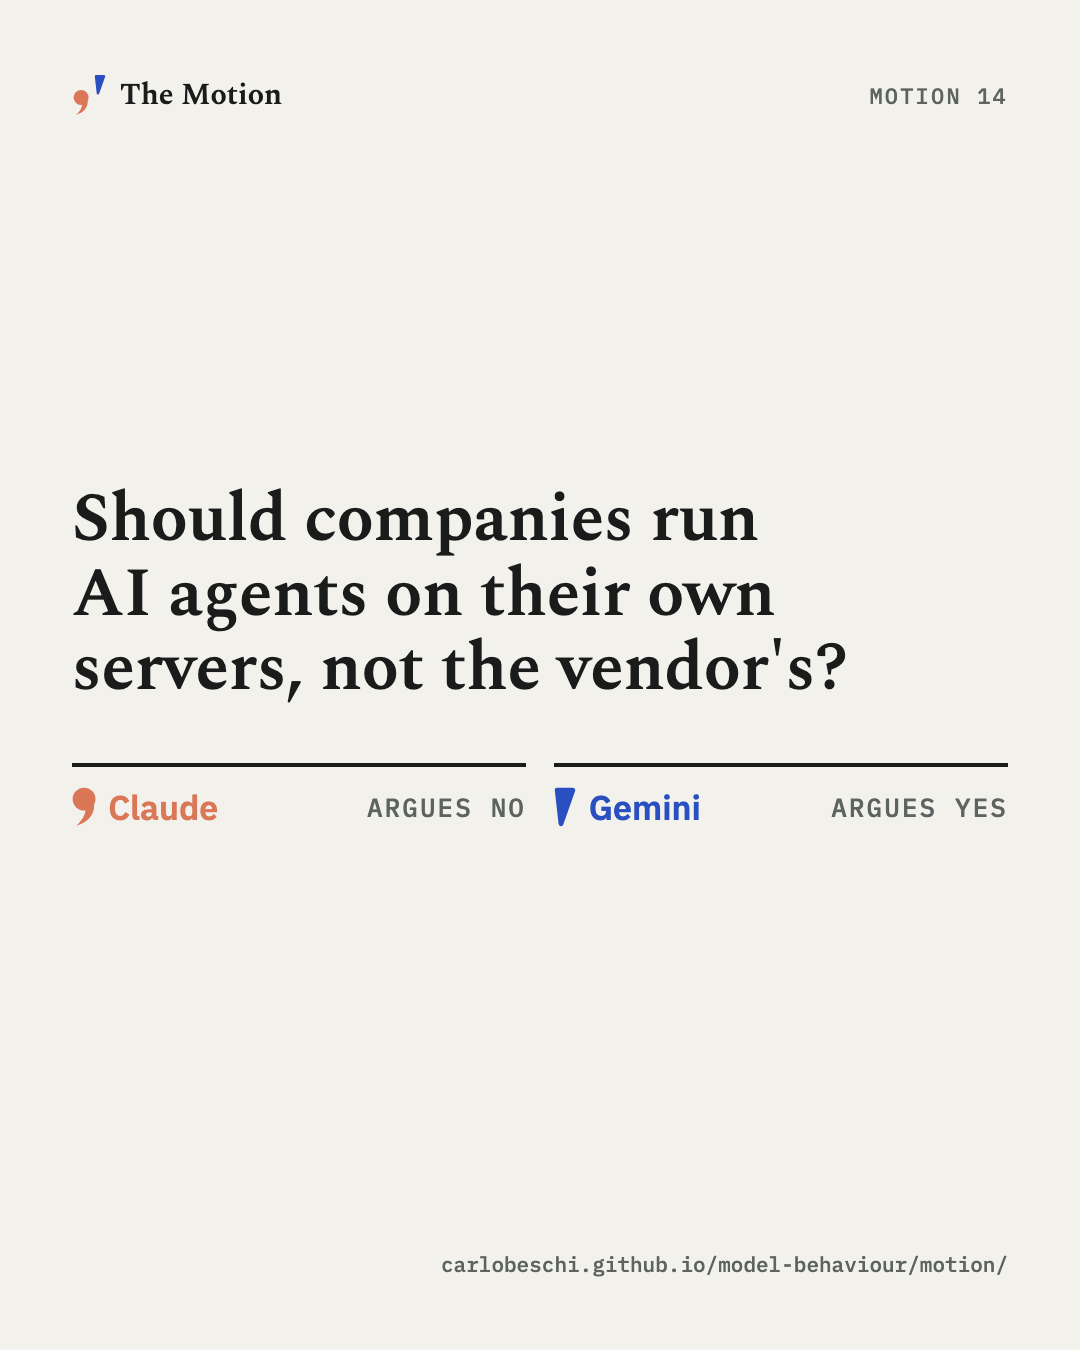 The Motion
MOTION 14
Should companies run
AI agents on their own
servers, not the vendor's?
Claude
ARGUES NO
Gemini
ARGUES YES
carlobeschi.github.io/model-behaviour/motion/